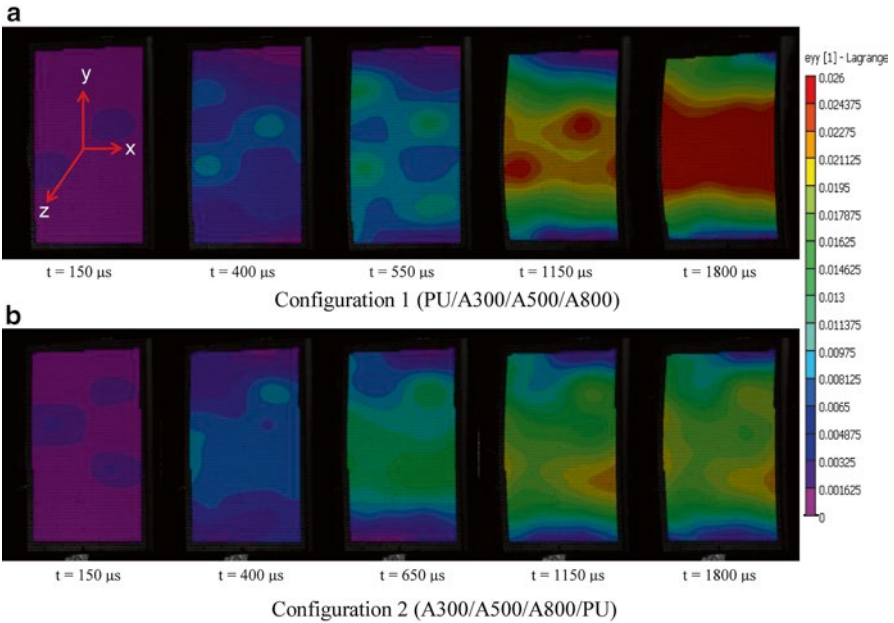 a
eyy [1] - Lagrange
0.026
0.024375
0.02275
0.021125
0.0195
0.017875
0.01625
0.014625
0.013
0.011375
0.00975
0.008125
0.0065
0.004875
0.00325
0.001625
0
y
x
z
t = 150 µs
t = 400 µs
t = 550 µs
t = 1150 µs
t = 1800 µs
Configuration 1 (PU/A300/A500/A800)
b
t = 150 µs
t = 400 µs
t = 650 µs
t = 1150 µs
t = 1800 µs
Configuration 2 (A300/A500/A800/PU)